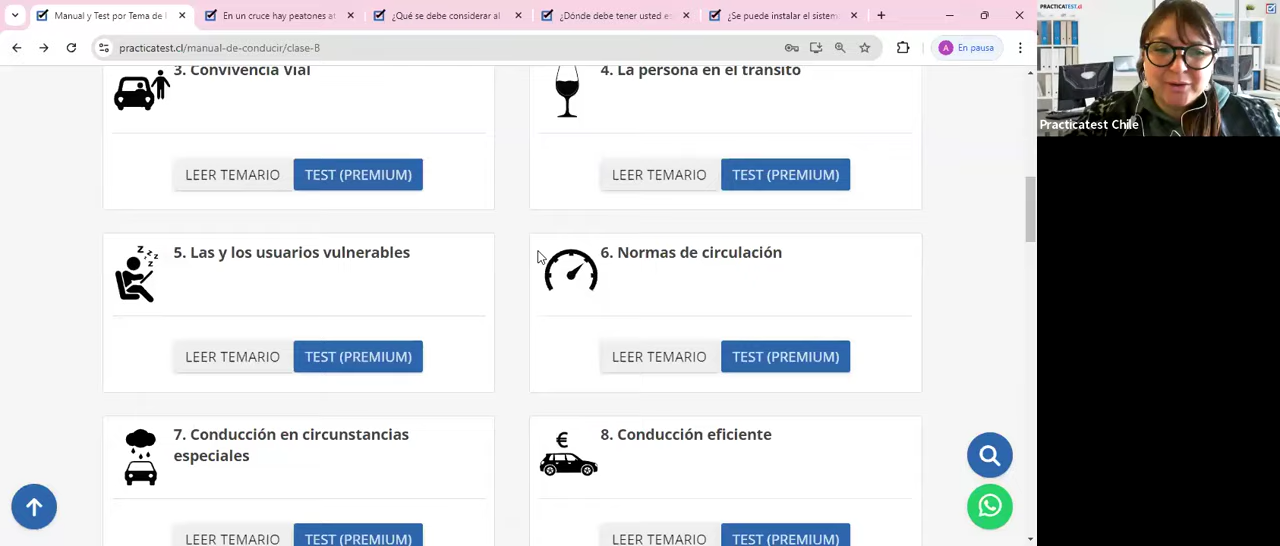 Manual y Test por Tema de
En un cruce hay peatones at
¿Qué se debe considerar al
¿Dónde debe tener usted es
¿Se puede instalar el sistem
practicatest.cl/manual-de-conducir/clase-B
A
En pausa
PRACTICATEST.cl
Practicatest Chile
3. Convivencia Vial
4. La persona en el tránsito
LEER TEMARIO
TEST (PREMIUM)
LEER TEMARIO
TEST (PREMIUM)
5. Las y los usuarios vulnerables
6. Normas de circulación
z z z
z
LEER TEMARIO
TEST (PREMIUM)
LEER TEMARIO
TEST (PREMIUM)
7. Conducción en circunstancias
especiales
8. Conducción eficiente
€
LEER TEMARIO
TEST (PREMIUM)
LEER TEMARIO
TEST (PREMIUM)